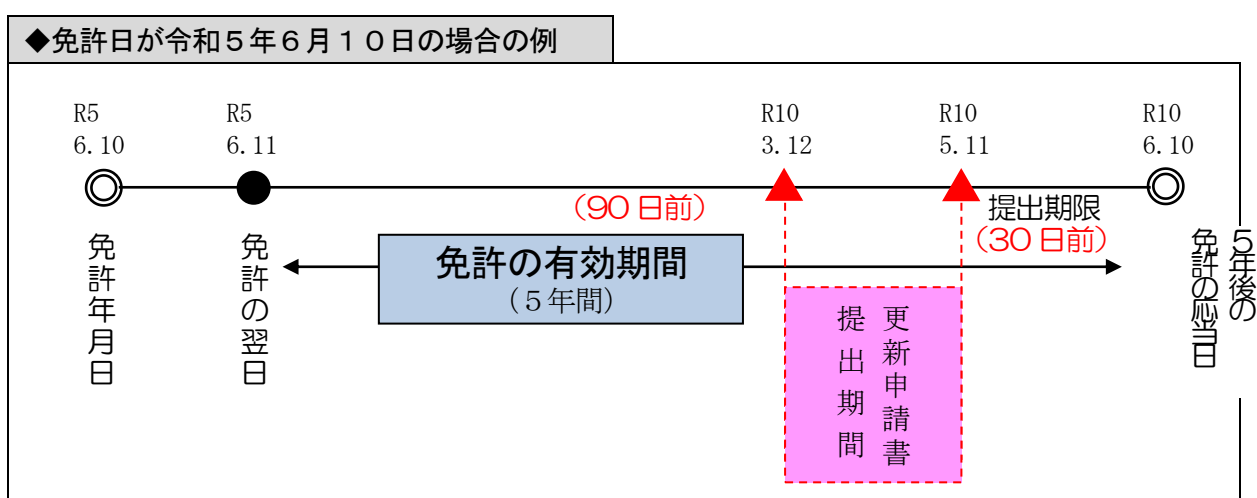 ◆免許日が令和５年６月１０日の場合の例
R5
6.10
R5
6.11
R10
3.12
R10
5.11
R10
6.10
（90日前）
提出期限
（30日前）
免許年月日
免許の翌日
免許の有効期間
（５年間）
更新申請書
提出期間
５年後の
免許の応当日